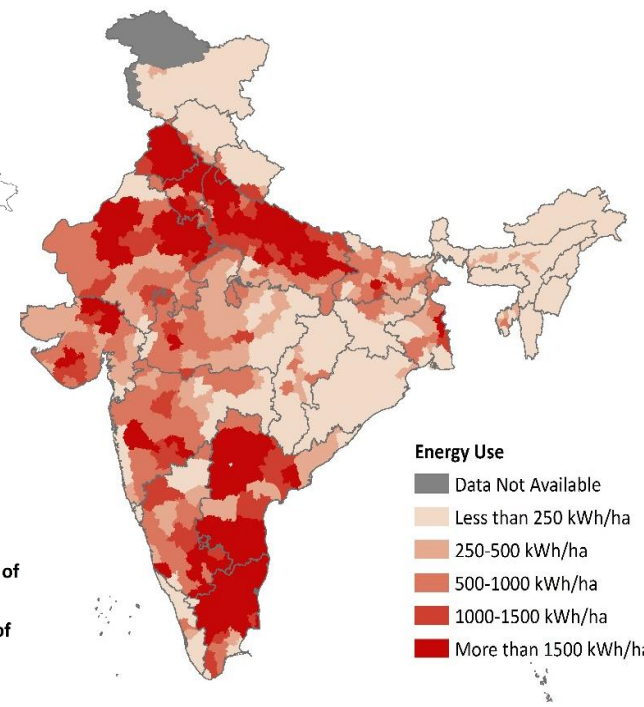 Energy Use
Data Not Available
Less than 250 kWh/ha
250-500 kWh/ha
500-1000 kWh/ha
1000-1500 kWh/ha
More than 1500 kWh/ha
of
of